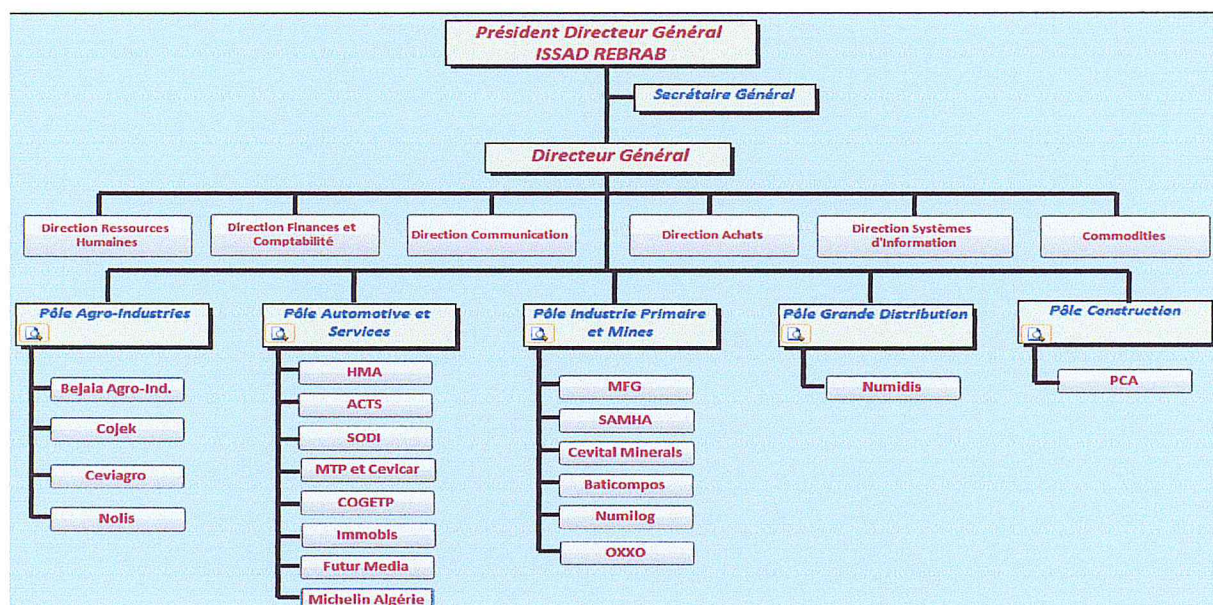 Président Directeur Général
ISSAD REBRAB
Secrétaire Général
Directeur Général
Direction Ressources
Humaines
Direction Finances et
Comptabilité
Direction Communication
Direction Achats
Direction Systèmes
d'Information
Commodities
Pôle Agro-Industries
Pôle Automotive et
Services
Pôle Industrie Primaire
et Mines
Pôle Grande Distribution
Pôle Construction
Bejaia Agro-Ind.
Cojek
Ceviagro
Nolis
HMA
ACTS
SODI
MTP et Cevicar
COGETP
Immobis
Futur Media
Michelin Algérie
MFG
SAMHA
Cevital Minerals
Baticompos
Numilog
OXXO
Numidis
PCA